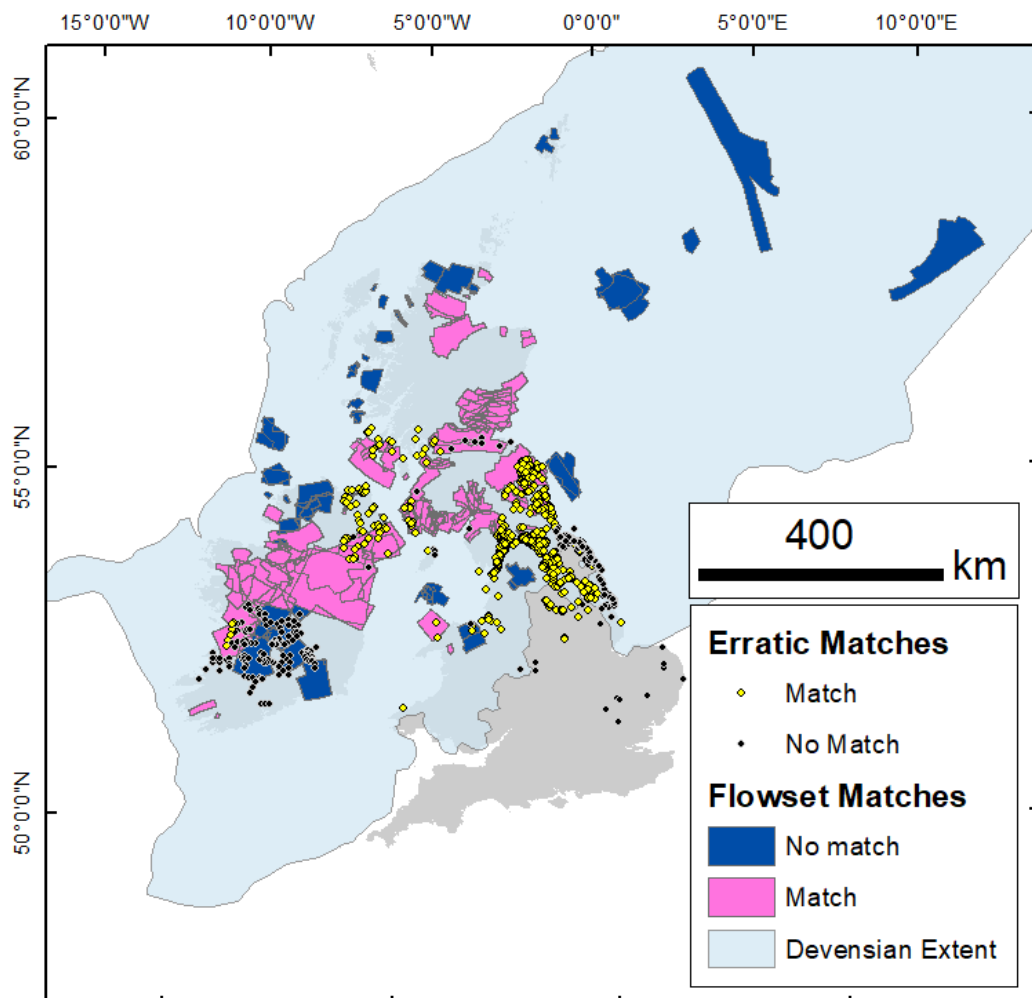 15°0'0"W 10°0'0"W 5°0'0"W 0°0'0" 5°0'0"E 10°0'0"E
60°0'0"N
55°0'0"N
50°0'0"N
400
km
Erratic Matches
Match
No Match
Flowset Matches
No match
Match
Devensian Extent